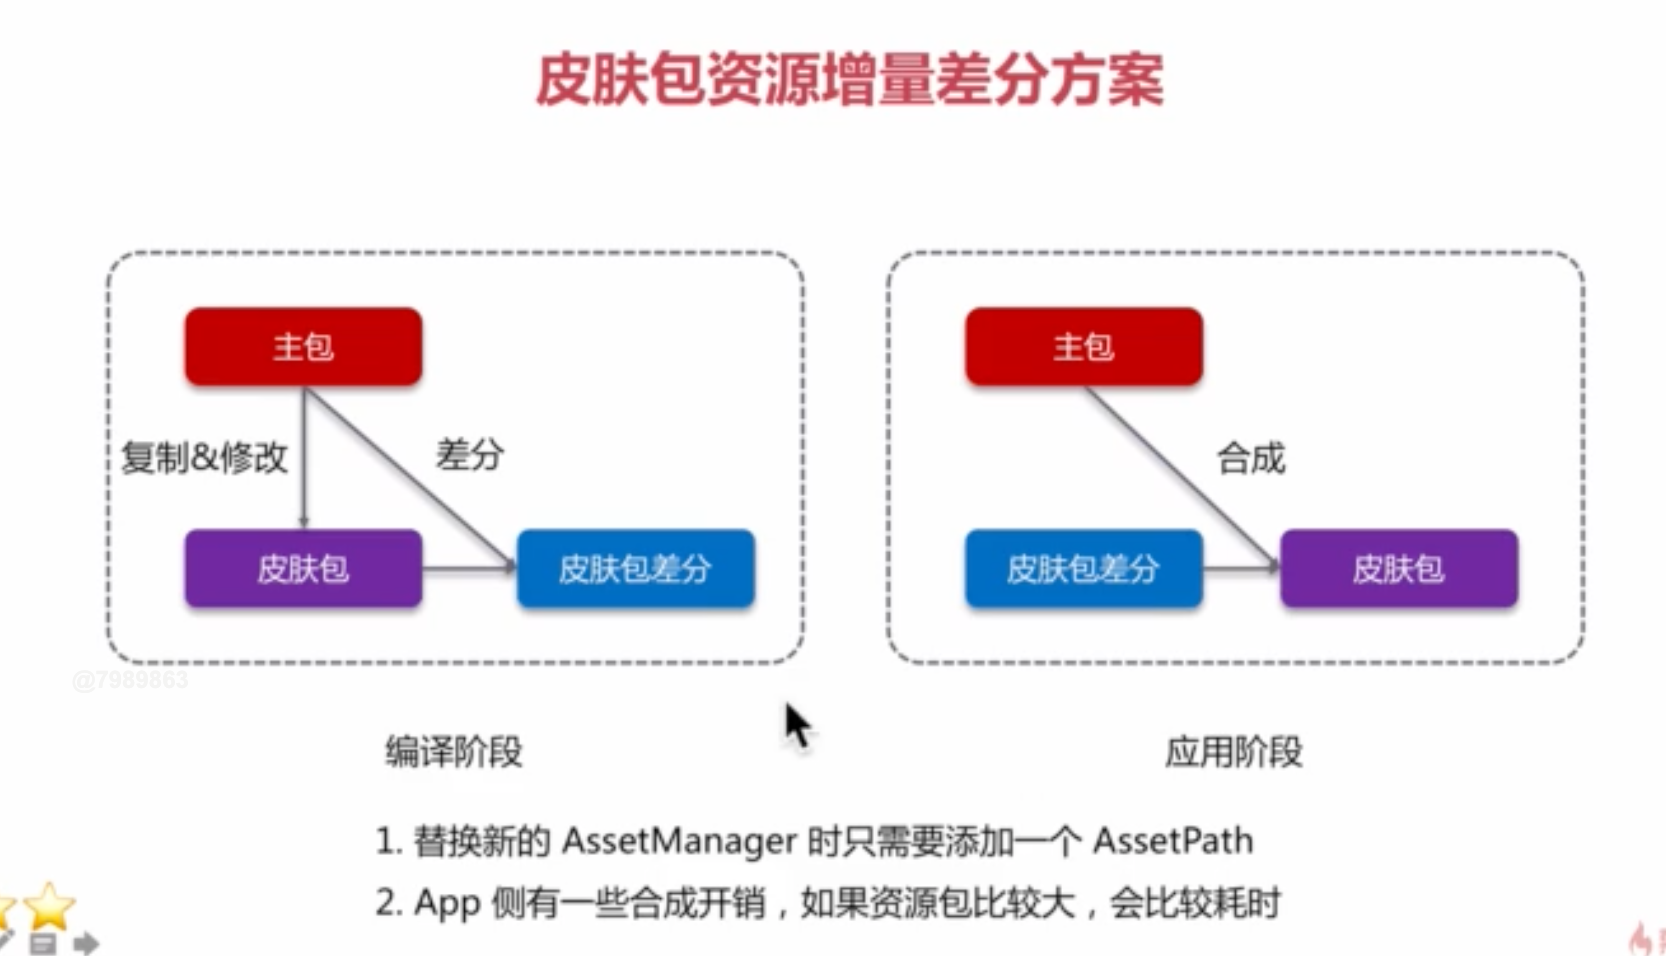 皮肤包资源增量差分方案
主包
复制&修改
差分
皮肤包
皮肤包差分
主包
合成
皮肤包差分
皮肤包
@7989863
编译阶段
应用阶段
1. 替换新的 AssetManager 时只需要添加一个 AssetPath
2. App 侧有一些合成开销，如果资源包比较大，会比较耗时